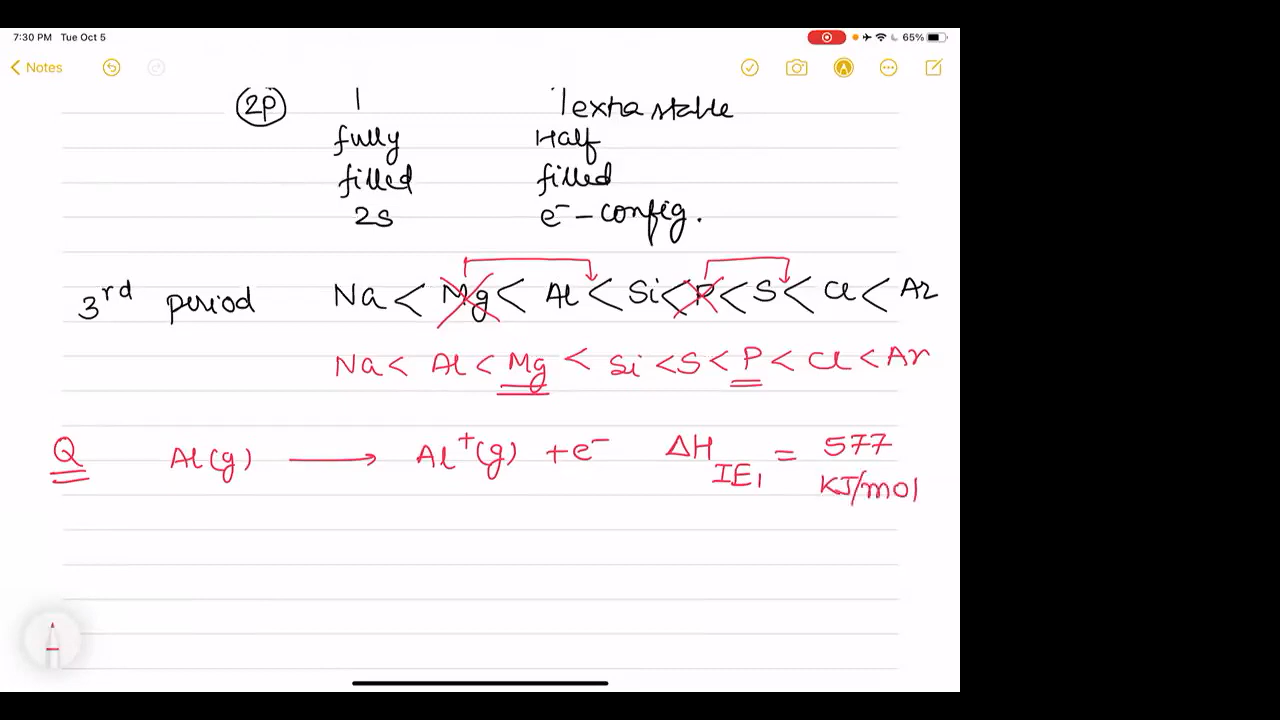 7:30 PM Tue Oct 5 65%
Notes
2p 1 1 extra stable
fully Half
filled filled
2s e⁻ - config.
3rd period Na < Mg < Al < Si < P < S < Cl < Ar
Na < Al < Mg < Si < S < P < Cl < Ar
Q Al(g) ⟶ Al⁺(g) + e⁻ ΔH IE₁ = 577
KJ/mol